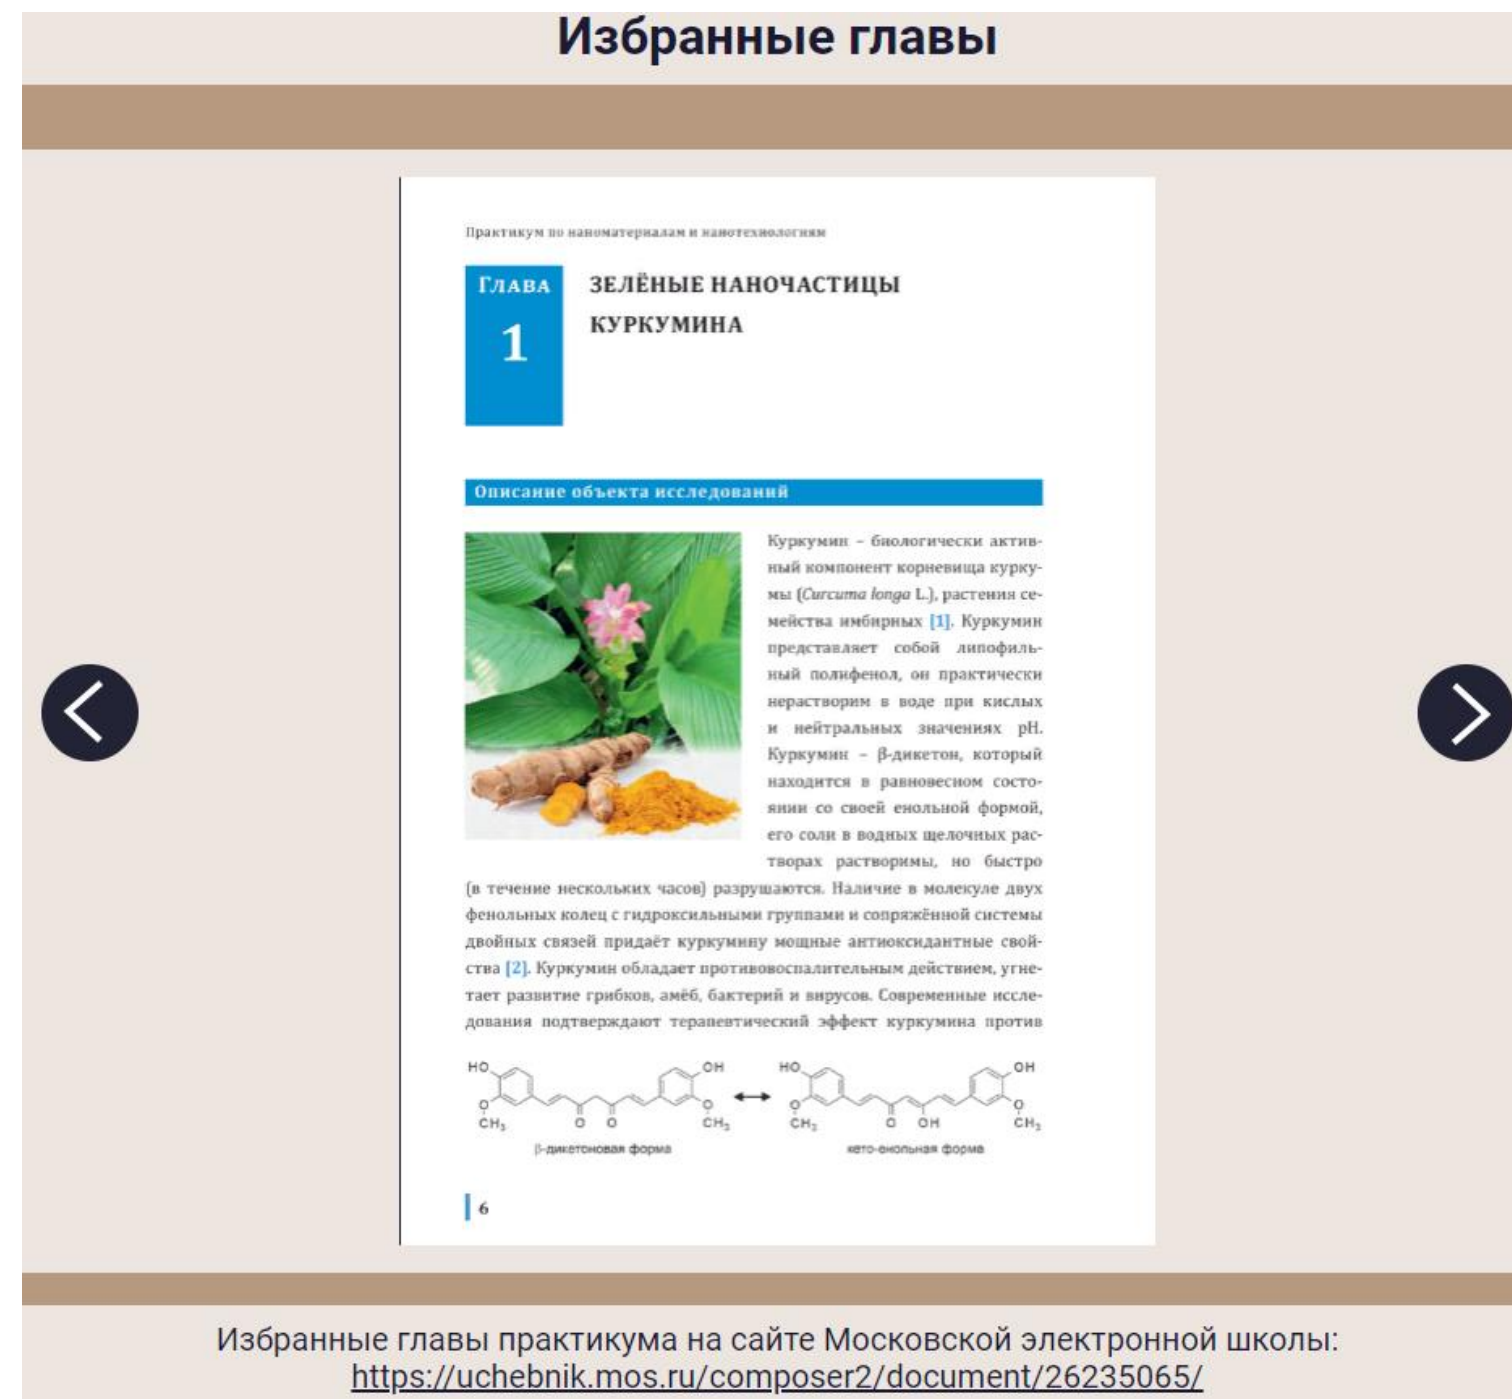 Избранные главы
Практикум по наноматериалам и нанотехнологиям
ГЛАВА
1
ЗЕЛЁНЫЕ НАНОЧАСТИЦЫ
КУРКУМИНА
Описание объекта исследований
Куркумин – биологически актив-
ный компонент корневища курку-
мы (Curcuma longa L.), растения се-
мейства имбирных [1]. Куркумин
представляет собой липофиль-
ный полифенол, он практически
нерастворим в воде при кислых
и нейтральных значениях pH.
Куркумин – β-дикетон, который
находится в равновесном состо-
янии со своей енольной формой,
его соли в водных щелочных рас-
творах растворимы, но быстро
(в течение нескольких часов) разрушаются. Наличие в молекуле двух
фенольных колец с гидроксильными группами и сопряжённой системы
двойных связей придаёт куркумину мощные антиоксидантные свой-
ства [2]. Куркумин обладает противовоспалительным действием, угне-
тает развитие грибков, амёб, бактерий и вирусов. Современные иссле-
дования подтверждают терапевтический эффект куркумина против
HO OH HO OH
O O O O
CH3 O O CH3 CH3 O OH CH3
β-дикетоновая форма кето-енольная форма
6
Избранные главы практикума на сайте Московской электронной школы:
https://uchebnik.mos.ru/composer2/document/26235065/